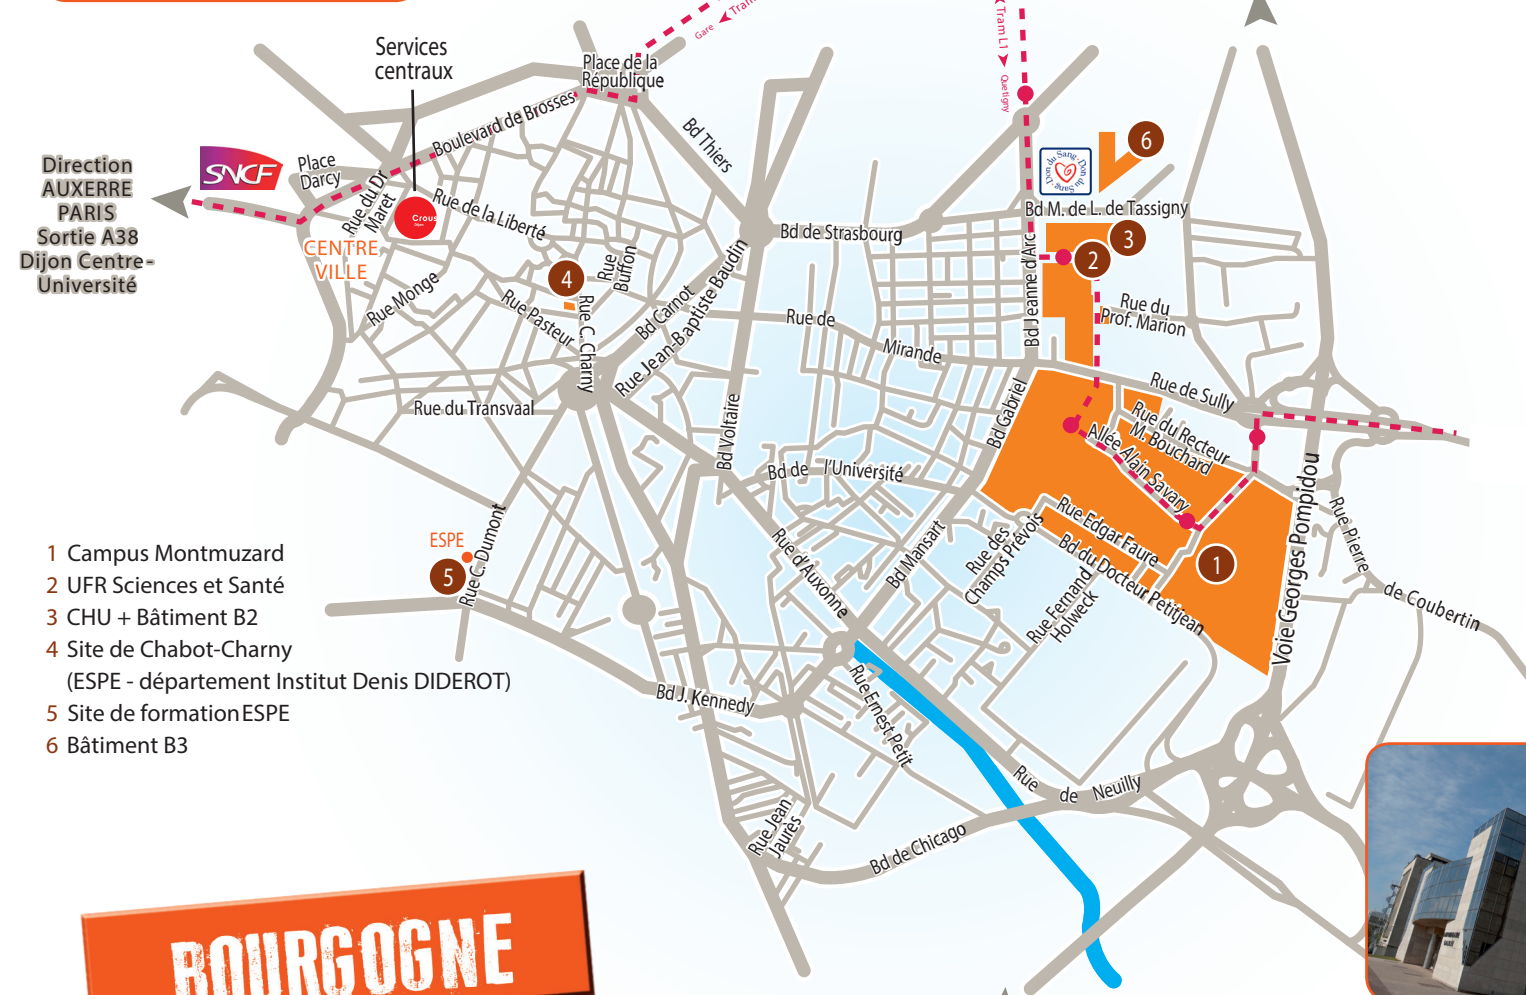 Gare
Tram
Tram L1
Quetigny
Services
centraux
Place de la
République
Boulevard de Brosses
Bd Thiers
SNCF
Place
Darcy
Rue du Dr
Maret
Crous
Rue de la Liberté
Direction
AUXERRE
PARIS
Sortie A38
Dijon Centre-
Université
CENTRE
VILLE
Rue Monge
4
Rue
Buffon
Rue Pasteur
Rue C. Charny
Bd Carnot
Rue Jean-Baptiste Baudin
Bd de Strasbourg
Don du Sang - Don du Sang
6
Bd M. de L. de Tassigny
3
2
Bd Jeanne d'Arc
Rue du
Prof. Marion
Rue de
Mirande
Rue de Sully
Rue du Transvaal
Bd Voltaire
Bd Gabriel
Rue du Recteur
M. Bouchard
Allée Alain Savary
Bd de l'Université
Rue Edgar Faure
Bd du Docteur Petitjean
1
Voie Georges Pompidou
Rue Pierre
de Coubertin
Rue des
Champs Prévois
Rue Fernand
Holweck
Bd Mansart
Rue d'Auxonne
ESPE
5
Rue C. Dumont
Bd J. Kennedy
Rue Ernest Petit
Rue
de Neuilly
Rue Jean
Jaurès
Bd de Chicago
1 Campus Montmuzard
2 UFR Sciences et Santé
3 CHU + Bâtiment B2
4 Site de Chabot-Charny
(ESPE - département Institut Denis DIDEROT)
5 Site de formation ESPE
6 Bâtiment B3
BOURGOGNE